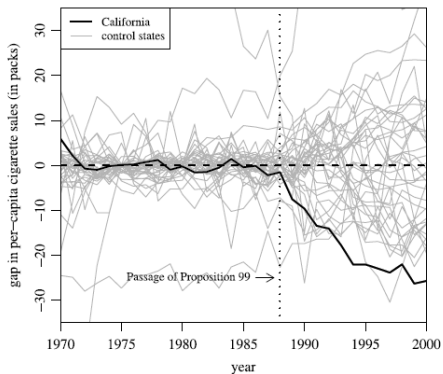 California
control states
gap in per−capita cigarette sales (in packs)
30
20
10
0
−10
−20
−30
Passage of Proposition 99
1970
1975
1980
1985
1990
1995
2000
year